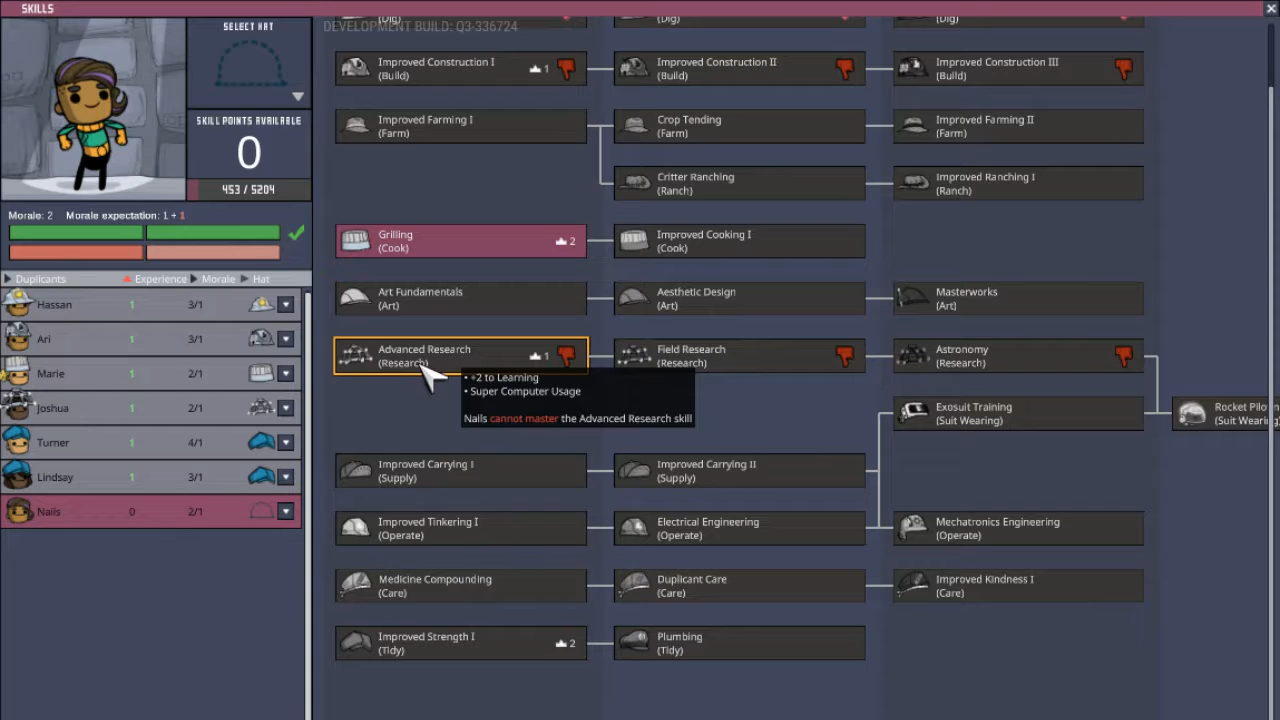 SKILLS
SELECT HAT
SKILL POINTS AVAILABLE
0
453 / 5204
Morale: 2 Morale expectation: 1 + 1
Duplicants Experience Morale Hat
Hassan 1 3/1
Ari 1 3/1
Marie 1 2/1
Joshua 1 2/1
Turner 1 4/1
Lindsay 1 3/1
Nails 0 2/1
(Dig) (Dig) (Dig)
DEVELOPMENT BUILD: Q3-336724
Improved Construction I
(Build)
1
Improved Construction II
(Build)
Improved Construction III
(Build)
Improved Farming I
(Farm)
Crop Tending
(Farm)
Improved Farming II
(Farm)
Critter Ranching
(Ranch)
Improved Ranching I
(Ranch)
Grilling
(Cook)
2
Improved Cooking I
(Cook)
Art Fundamentals
(Art)
Aesthetic Design
(Art)
Masterworks
(Art)
Advanced Research
(Research)
1
Field Research
(Research)
Astronomy
(Research)
• +2 to Learning
• Super Computer Usage
Nails cannot master the Advanced Research skill
Exosuit Training
(Suit Wearing)
Rocket Pilo
(Suit Wearing
Improved Carrying I
(Supply)
Improved Carrying II
(Supply)
Improved Tinkering I
(Operate)
Electrical Engineering
(Operate)
Mechatronics Engineering
(Operate)
Medicine Compounding
(Care)
Duplicant Care
(Care)
Improved Kindness I
(Care)
Improved Strength I
(Tidy)
2
Plumbing
(Tidy)